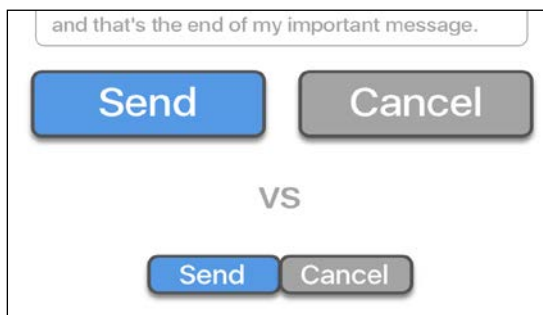 and that's the end of my important message.
Send Cancel
VS
Send Cancel